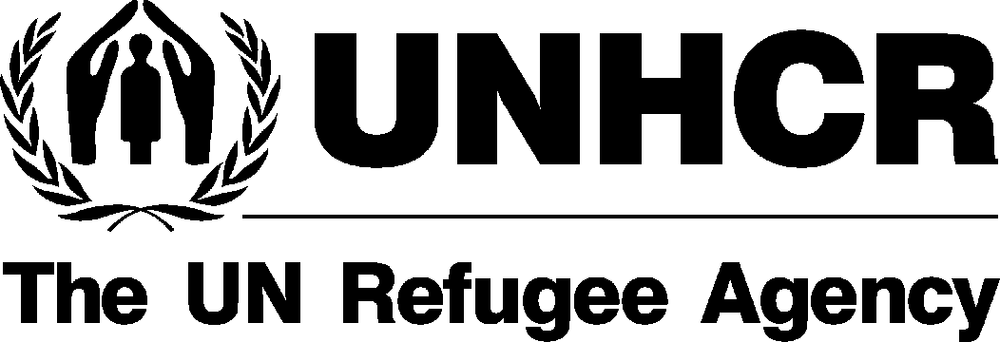 UNHCR
The UN Refugee Agency